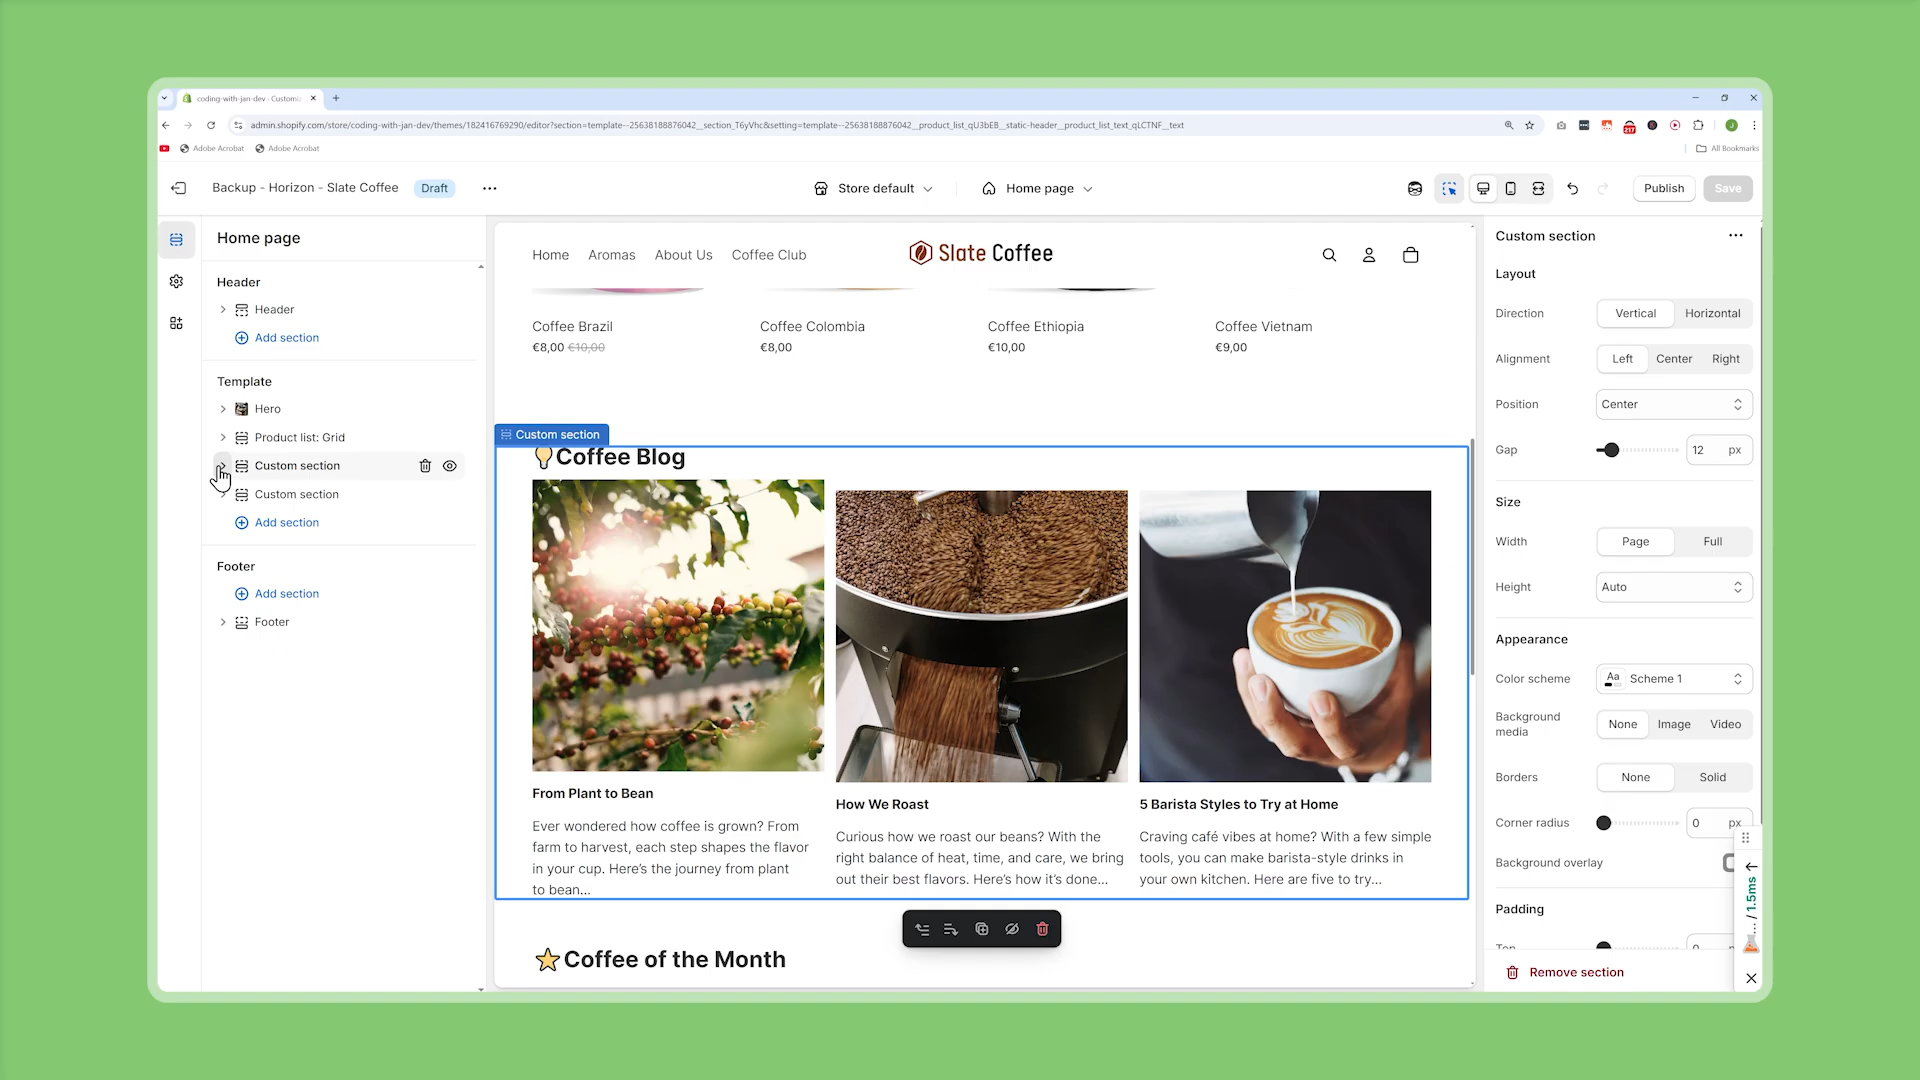 coding-with-jan-dev · Customiz
admin.shopify.com/store/coding-with-jan-dev/themes/182416769290/editor?section=template--25638188876042__section_T6yVhc&setting=template--25638188876042__product_list_qU3bEB__static-header__product_list_text_qLCTNF__text
217
J
Adobe Acrobat
Adobe Acrobat
All Bookmarks
Backup - Horizon - Slate Coffee
Draft
Store default
Home page
Publish
Save
Home page
Header
Header
Add section
Template
Hero
Product list: Grid
Custom section
Custom section
Add section
Footer
Add section
Footer
Home
Aromas
About Us
Coffee Club
Slate Coffee
Coffee Brazil
€8,00 €10,00
Coffee Colombia
€8,00
Coffee Ethiopia
€10,00
Coffee Vietnam
€9,00
Custom section
Coffee Blog
From Plant to Bean
Ever wondered how coffee is grown? From
farm to harvest, each step shapes the flavor
in your cup. Here's the journey from plant
to bean...
How We Roast
Curious how we roast our beans? With the
right balance of heat, time, and care, we bring
out their best flavors. Here's how it's done...
5 Barista Styles to Try at Home
Craving café vibes at home? With a few simple
tools, you can make barista-style drinks in
your own kitchen. Here are five to try...
Coffee of the Month
Custom section
Layout
Direction
Vertical
Horizontal
Alignment
Left
Center
Right
Position
Center
Gap
12
px
Size
Width
Page
Full
Height
Auto
Appearance
Color scheme
Aa
Scheme 1
Background
media
None
Image
Video
Borders
None
Solid
Corner radius
0
px
Background overlay
Padding
Top
0
Remove section
... / 1.5ms